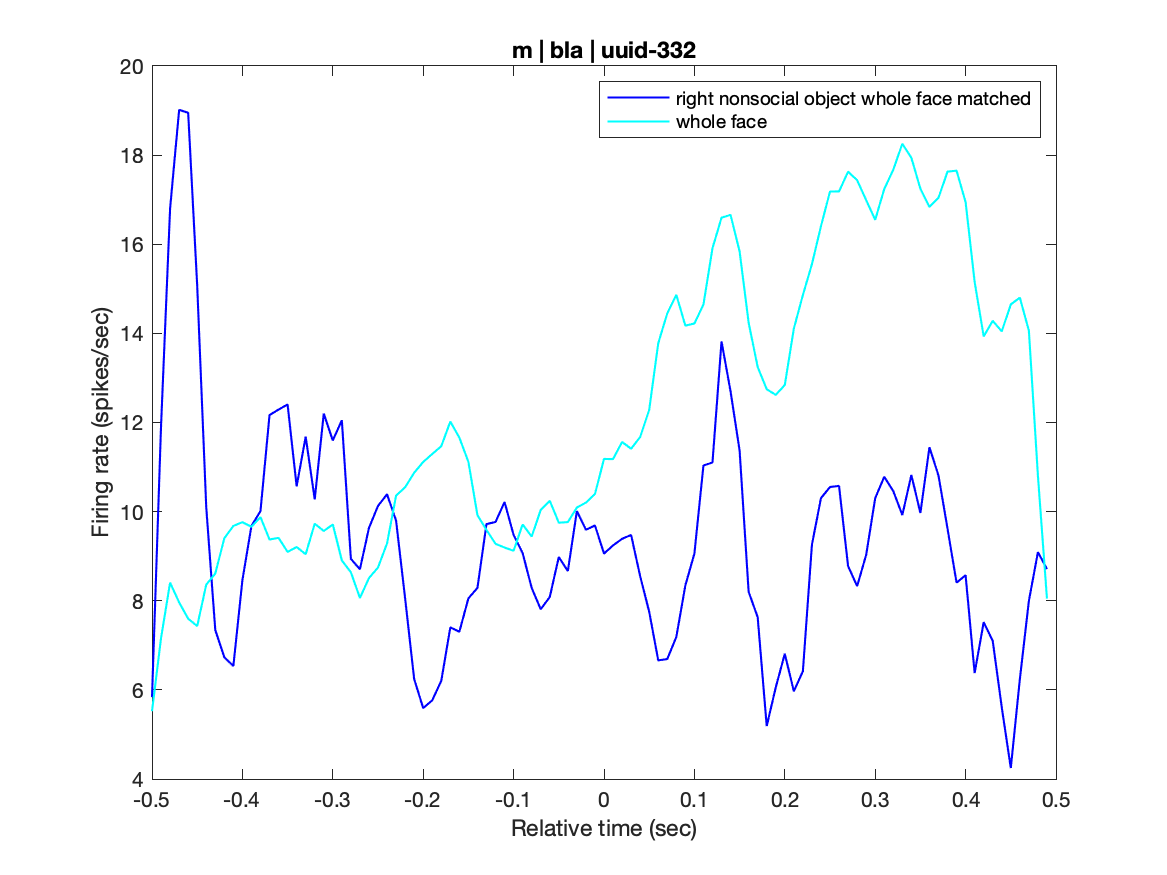 m | bla | uuid-332
right nonsocial object whole face matched
whole face
20
18
16
14
12
10
8
6
4
Firing rate (spikes/sec)
-0.5 -0.4 -0.3 -0.2 -0.1 0 0.1 0.2 0.3 0.4 0.5
Relative time (sec)